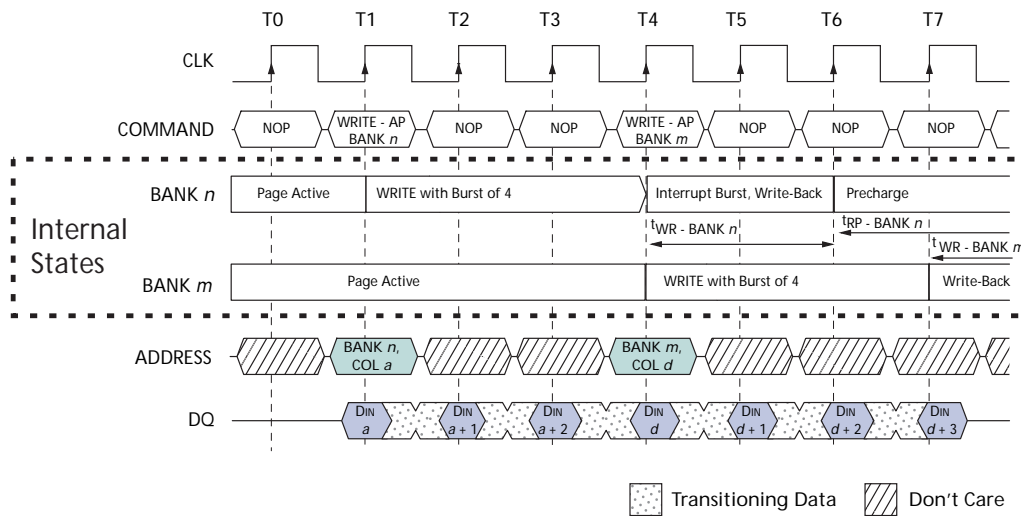 T0 T1 T2 T3 T4 T5 T6 T7
CLK
COMMAND NOP WRITE - AP BANK n NOP NOP WRITE - AP BANK m NOP NOP NOP
BANK n Page Active WRITE with Burst of 4 Interrupt Burst, Write-Back Precharge
Internal States
tWR - BANK n tRP - BANK n
tWR - BANK m
BANK m Page Active WRITE with Burst of 4 Write-Back
ADDRESS BANK n, COL a BANK m, COL d
DQ DIN a DIN a + 1 DIN a + 2 DIN d DIN d + 1 DIN d + 2 DIN d + 3
Transitioning Data Don't Care